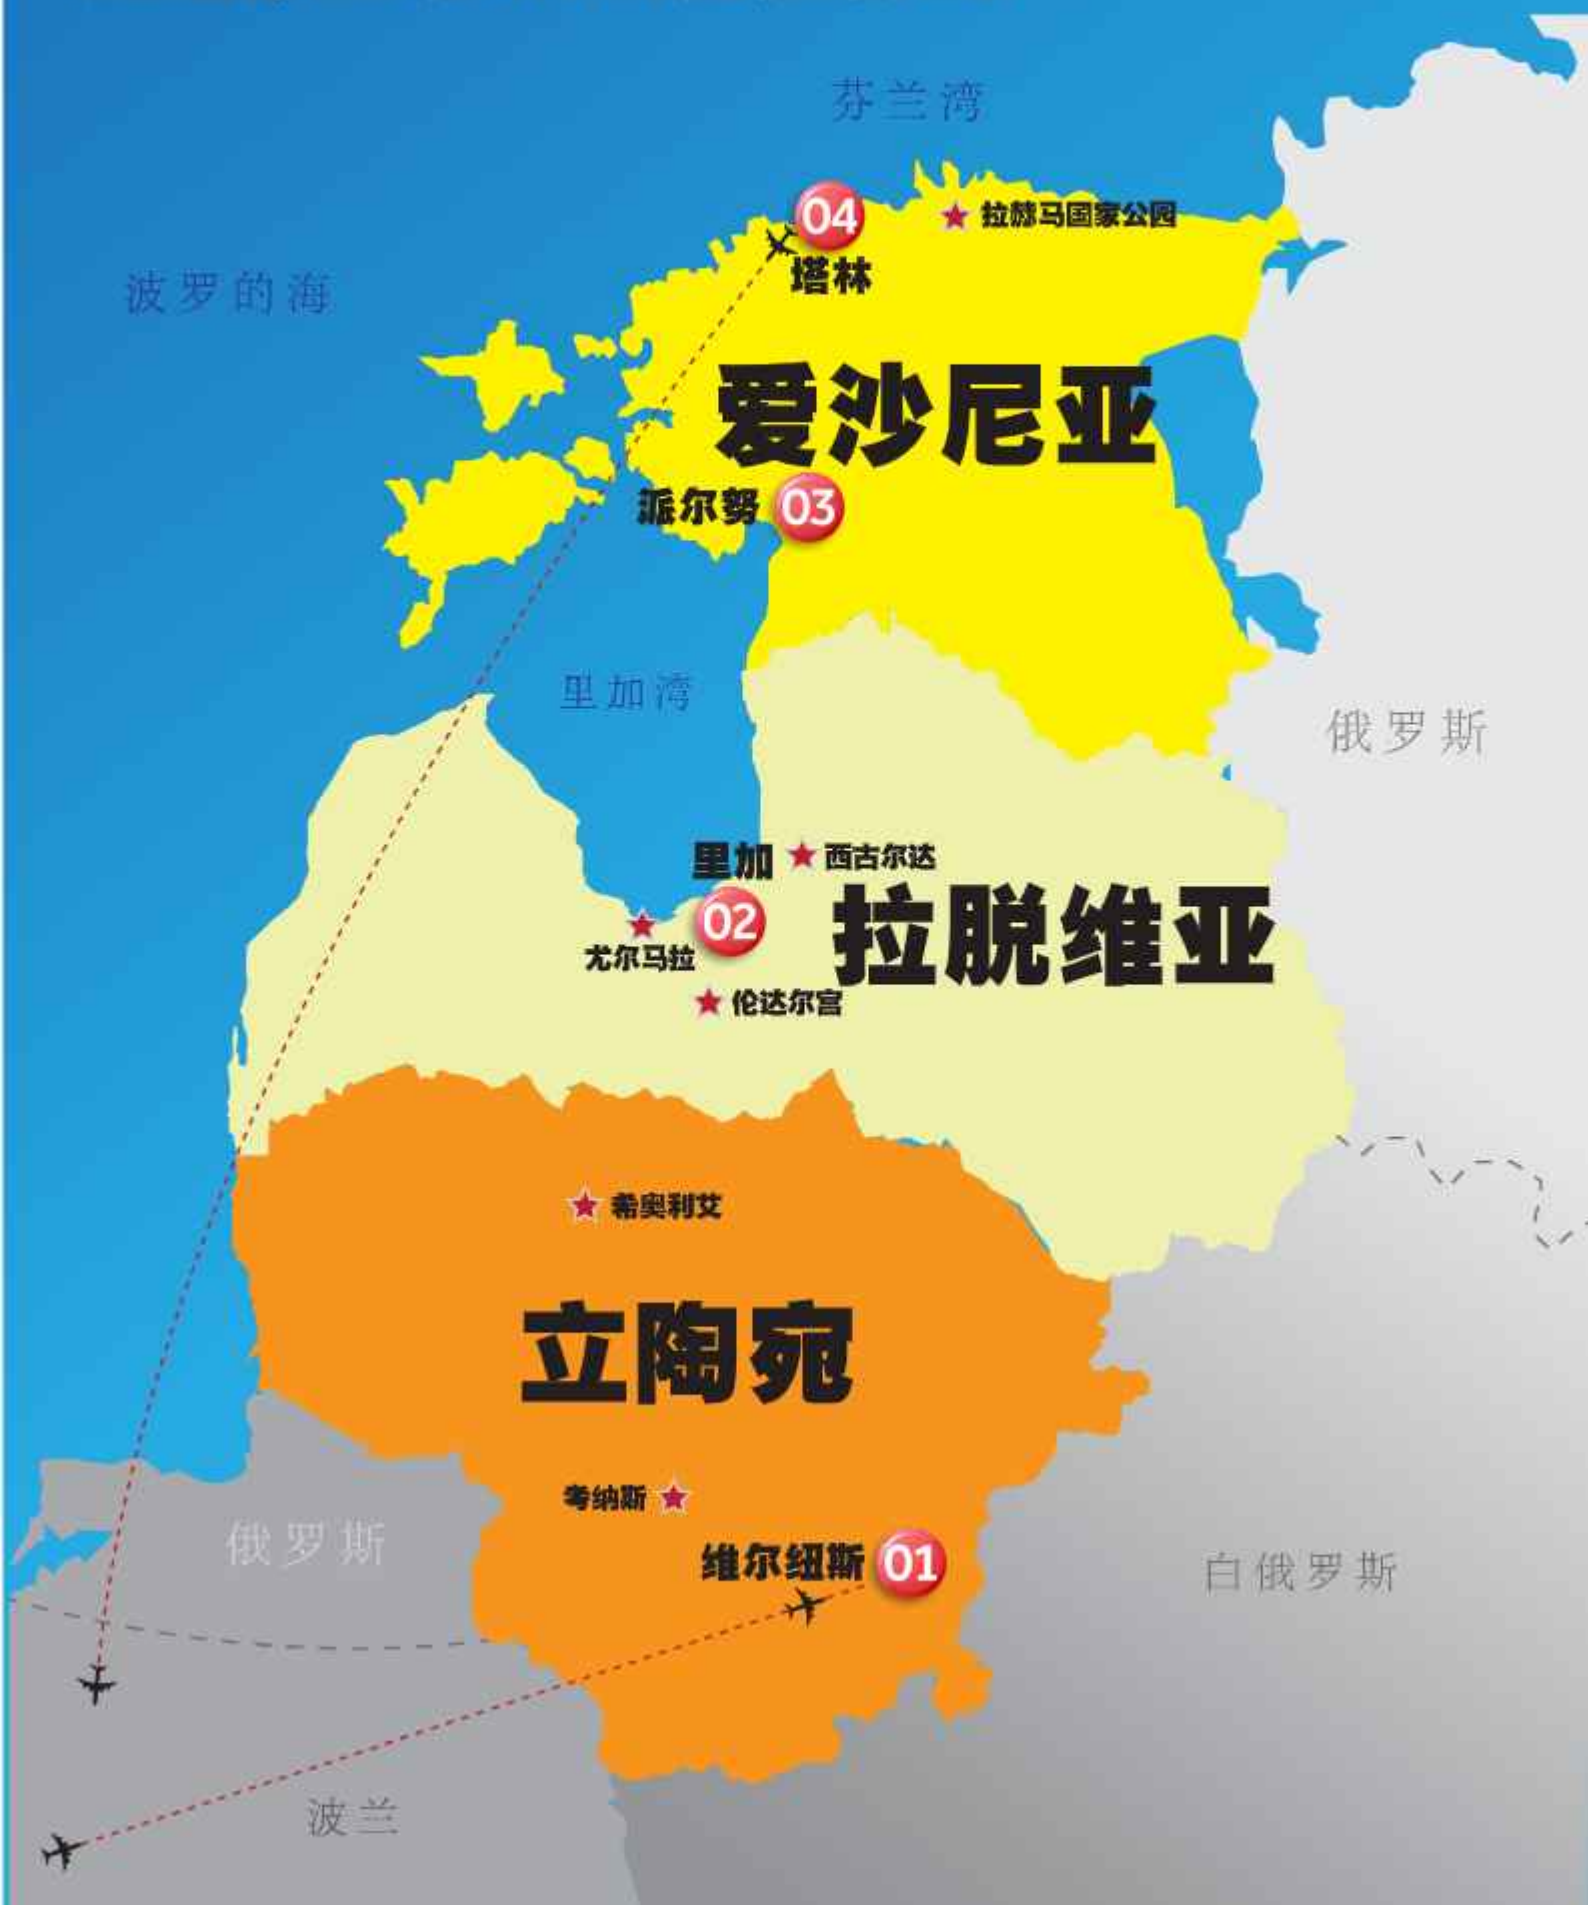 芬兰湾
04
拉赫马国家公园
塔林
波罗的海
爱沙尼亚
派尔努 03
里加湾
俄罗斯
里加
西古尔达
02
拉脱维亚
尤尔马拉
伦达尔宫
希奥利艾
立陶宛
考纳斯
俄罗斯
维尔纽斯 01
白俄罗斯
波兰